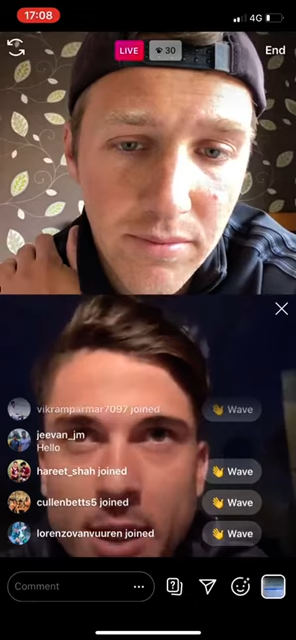 17:08
4G
LIVE
30
End
vikramparmar7097 joined
Wave
jeevan_jm
Hello
hareet_shah joined
Wave
cullenbetts5 joined
Wave
lorenzovanvuuren joined
Wave
Comment